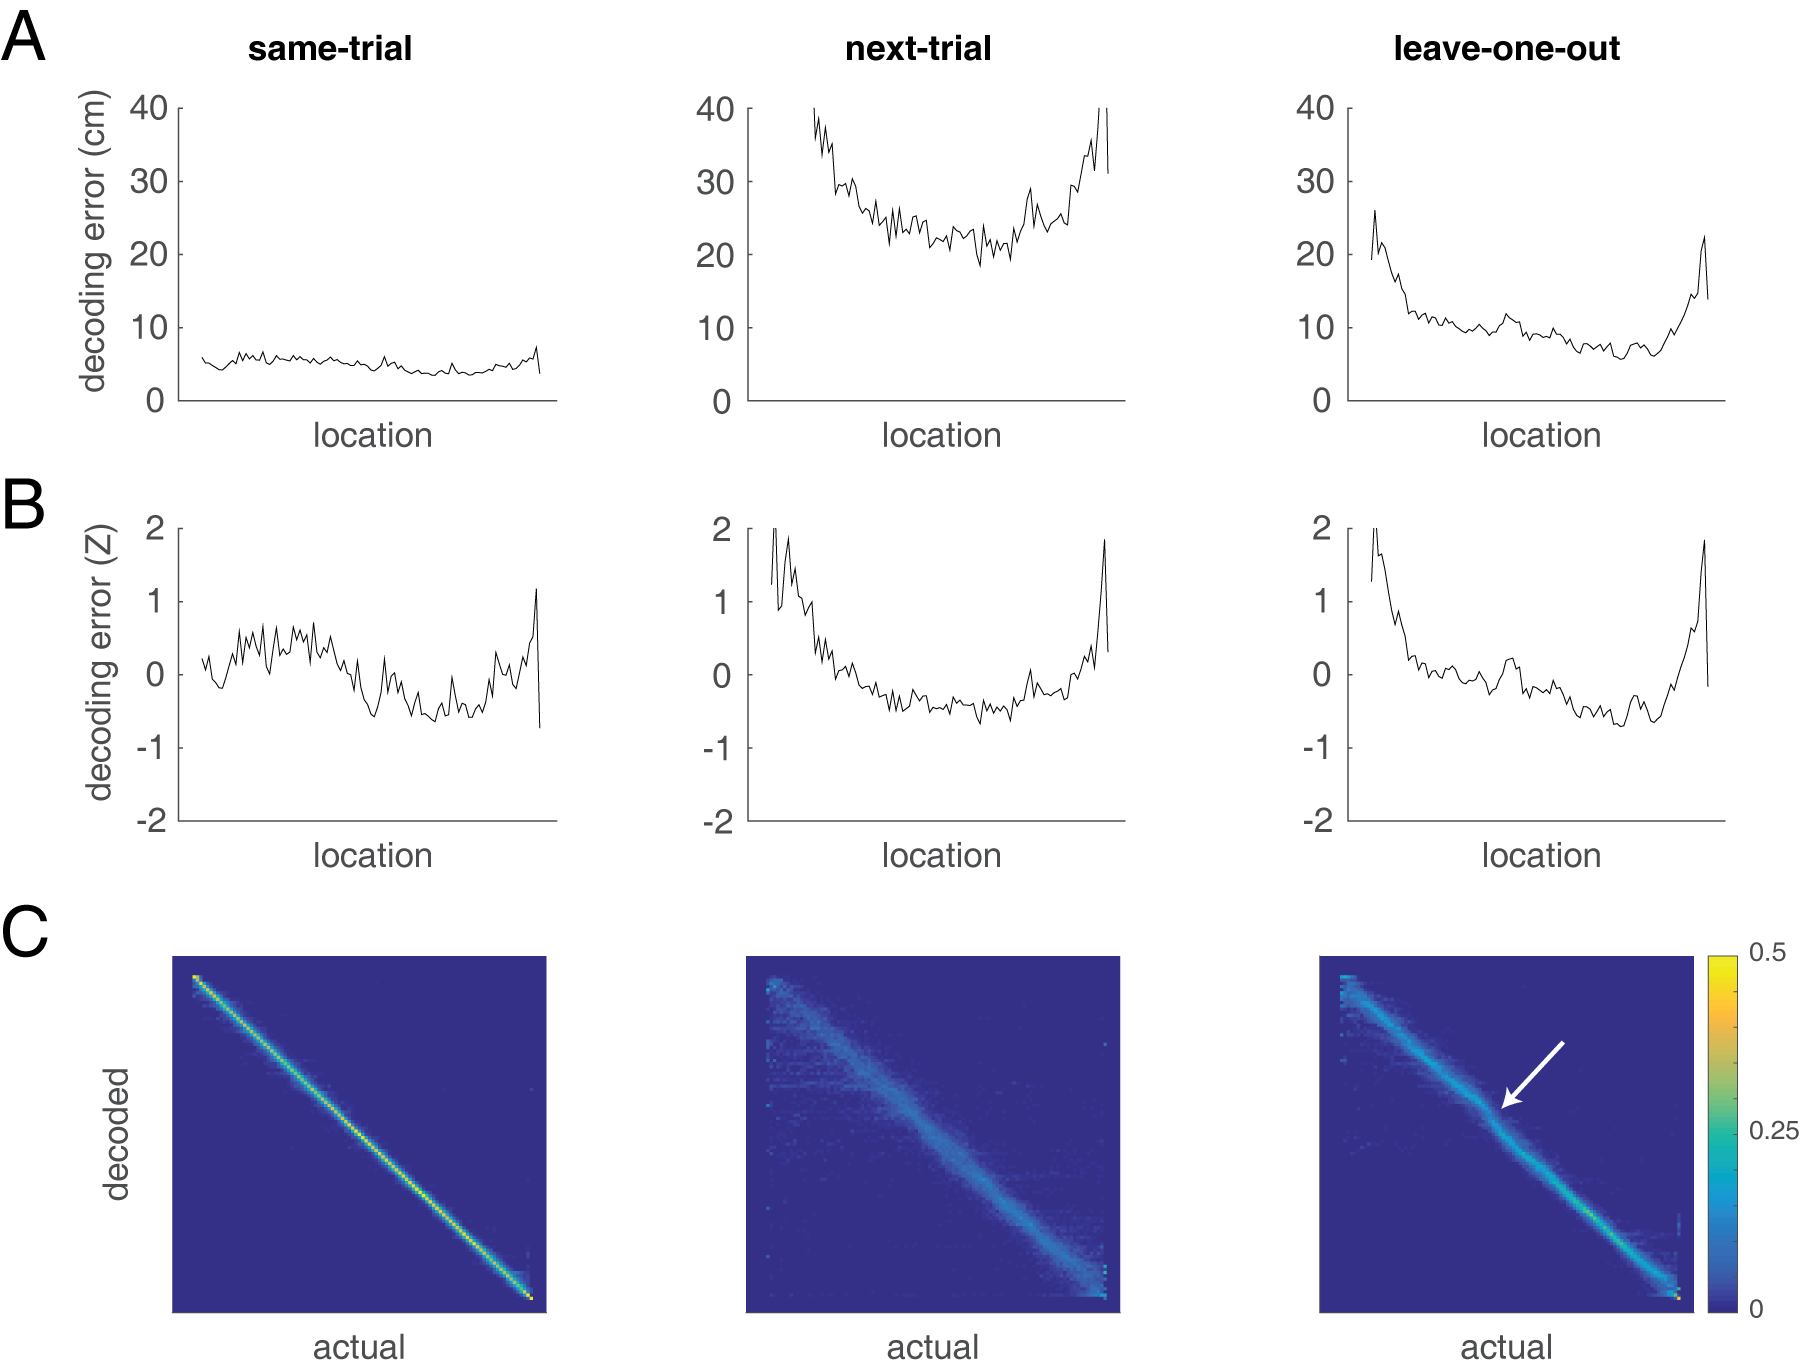 A
same-trial next-trial leave-one-out
decoding error (cm)
40
30
20
10
0
location
40
30
20
10
0
location
40
30
20
10
0
location
B
decoding error (Z)
2
1
0
-1
-2
location
2
1
0
-1
-2
location
2
1
0
-1
-2
location
C
decoded
actual
actual
actual
0.5
0.25
0